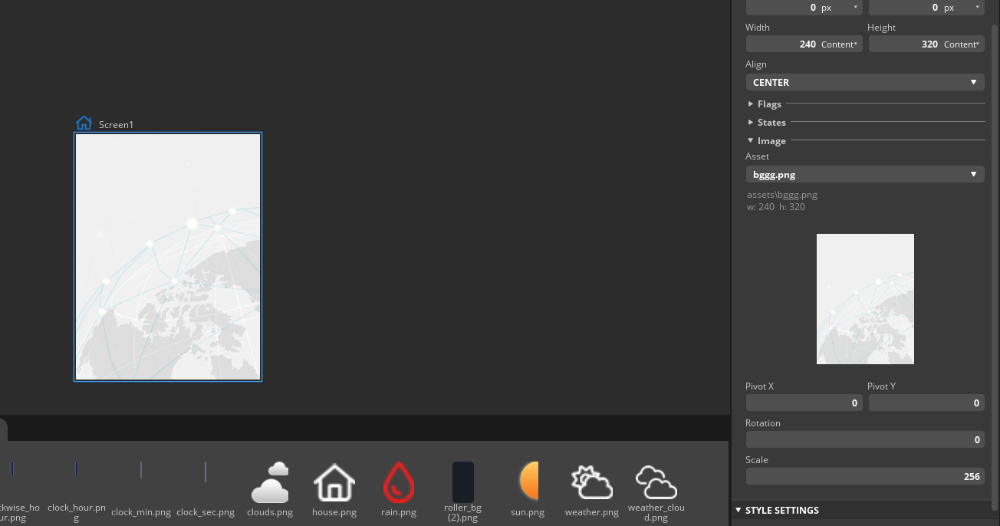 0 px 0 px
Width Height
240 Content 320 Content
Align
CENTER
Flags
States
Image
Asset
bggg.png
assets\bggg.png
w: 240 h: 320
Pivot X Pivot Y
0 0
Rotation
0
Scale
256
STYLE SETTINGS
Screen1
ckwise_ho
ur.png
clock_hour.pn
g
clock_min.png
clock_sec.png
clouds.png
house.png
rain.png
roller_bg
(2).png
sun.png
weather.png
weather_clou
d.png